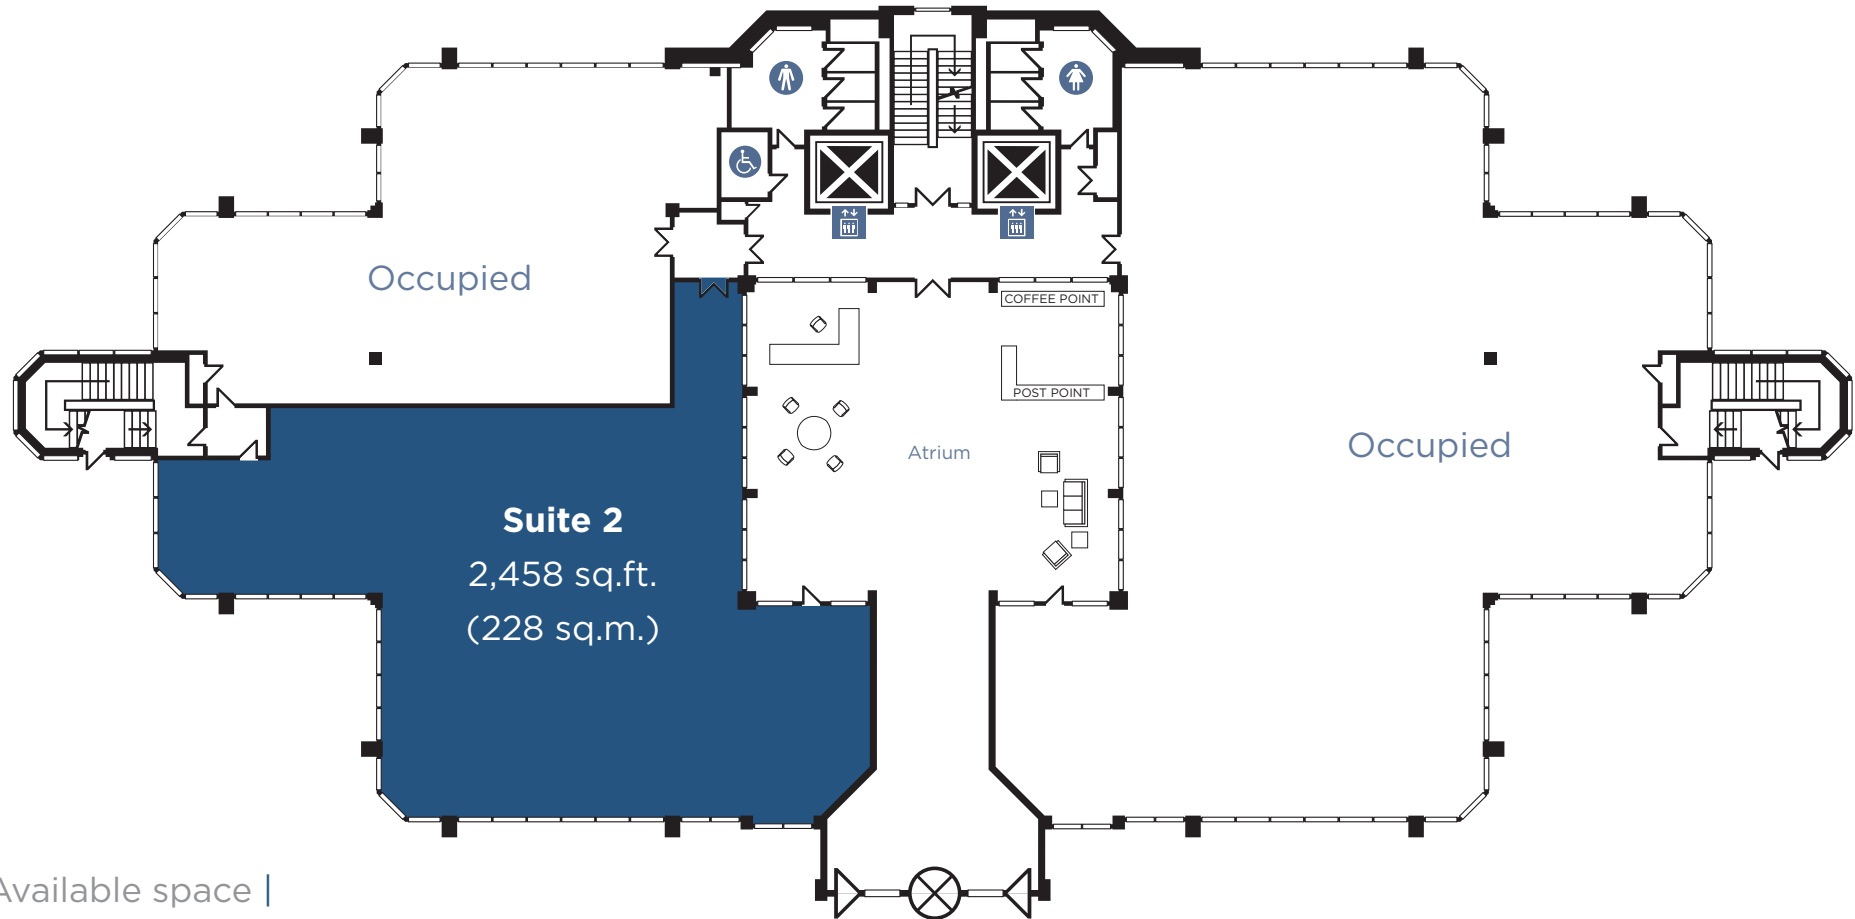 COFFEE POINT
Occupied
POST POINT
Occupied
Atrium
Suite 2
2,458 sq.ft.
(228 sq.m.)
Available space |